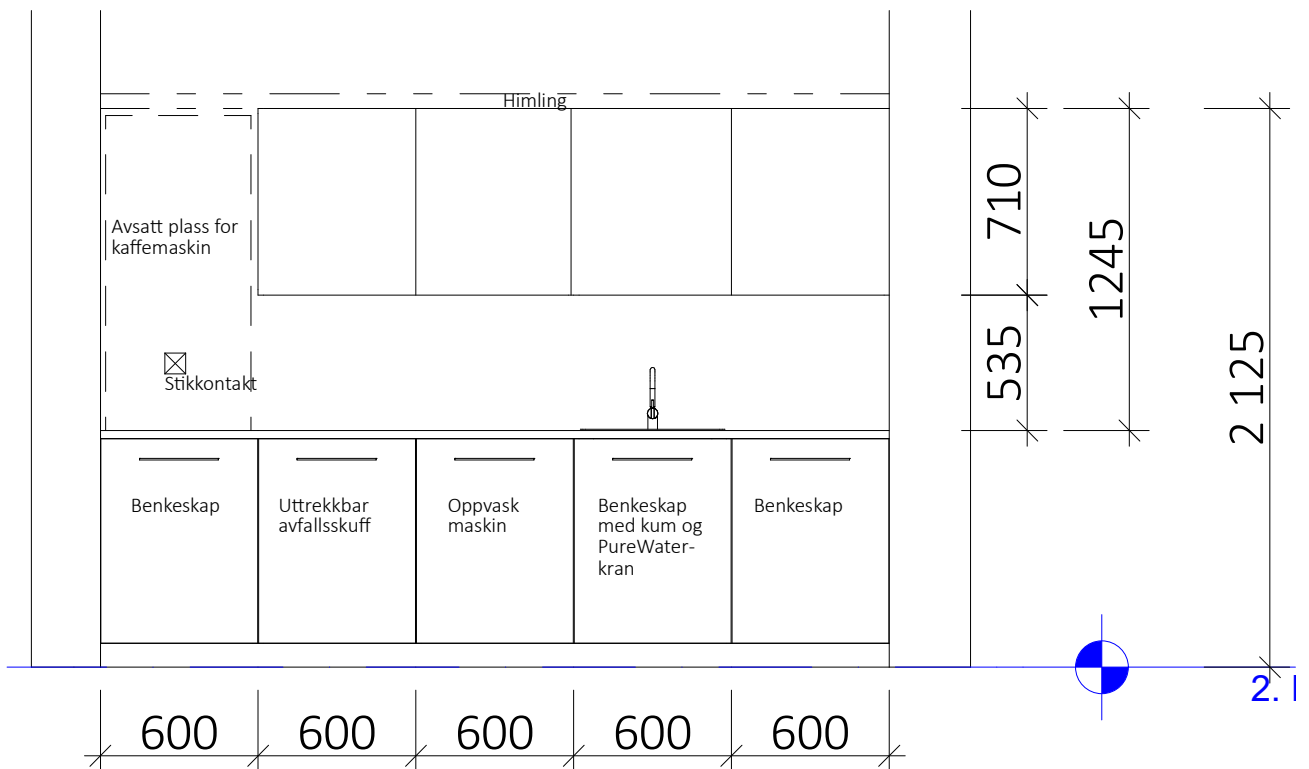 Himling
Avsatt plass for
kaffemaskin
Stikkontakt
710
1245
535
2 125
Benkeskap
Uttrekkbar
avfallsskuff
Oppvask
maskin
Benkeskap
med kum og
PureWater-
kran
Benkeskap
2.
600
600
600
600
600